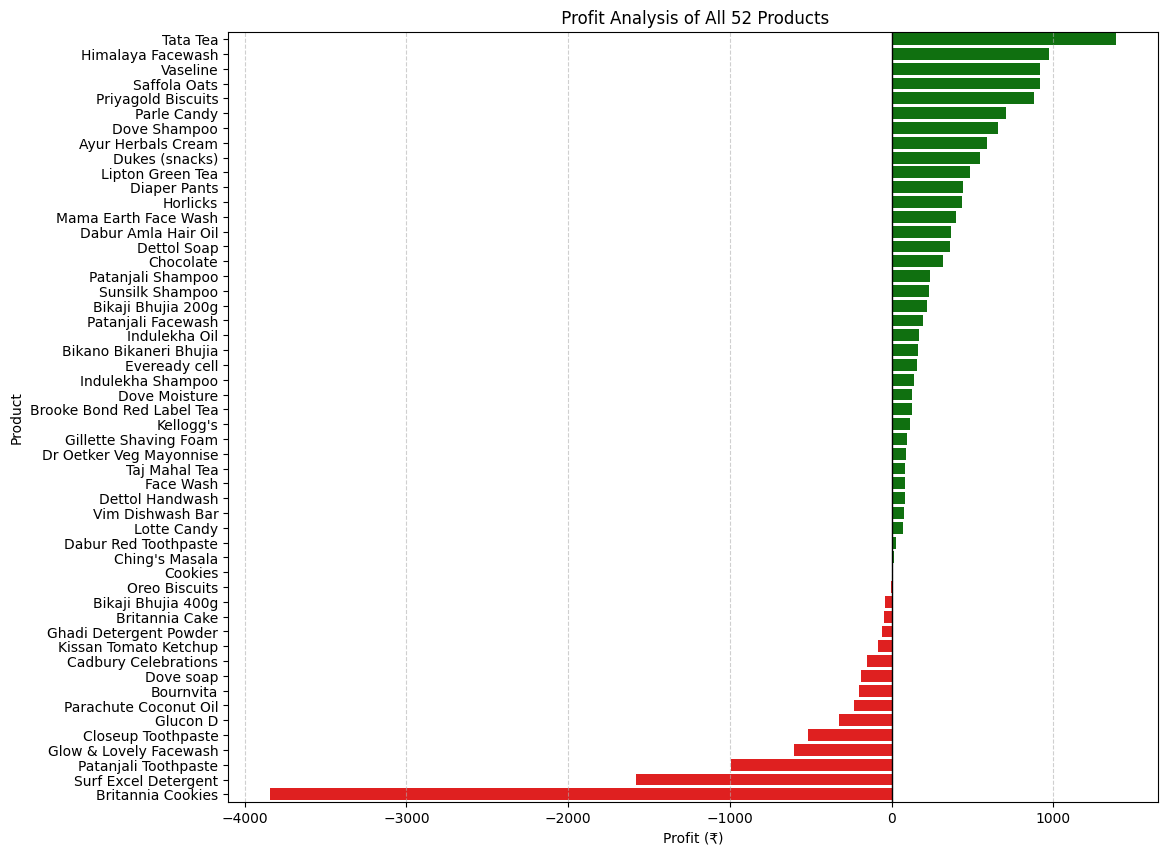 Profit Analysis of All 52 Products
Tata Tea
Himalaya Facewash
Vaseline
Saffola Oats
Priyagold Biscuits
Parle Candy
Dove Shampoo
Ayur Herbals Cream
Dukes (snacks)
Lipton Green Tea
Diaper Pants
Horlicks
Mama Earth Face Wash
Dabur Amla Hair Oil
Dettol Soap
Chocolate
Patanjali Shampoo
Sunsilk Shampoo
Bikaji Bhujia 200g
Patanjali Facewash
Indulekha Oil
Bikano Bikaneri Bhujia
Eveready cell
Indulekha Shampoo
Dove Moisture
Brooke Bond Red Label Tea
Kellogg's
Gillette Shaving Foam
Dr Oetker Veg Mayonnise
Taj Mahal Tea
Face Wash
Dettol Handwash
Vim Dishwash Bar
Lotte Candy
Dabur Red Toothpaste
Ching's Masala
Cookies
Oreo Biscuits
Bikaji Bhujia 400g
Britannia Cake
Ghadi Detergent Powder
Kissan Tomato Ketchup
Cadbury Celebrations
Dove soap
Bournvita
Parachute Coconut Oil
Glucon D
Closeup Toothpaste
Glow & Lovely Facewash
Patanjali Toothpaste
Surf Excel Detergent
Britannia Cookies
Product
−4000 −3000 −2000 −1000 0 1000
Profit (₹)